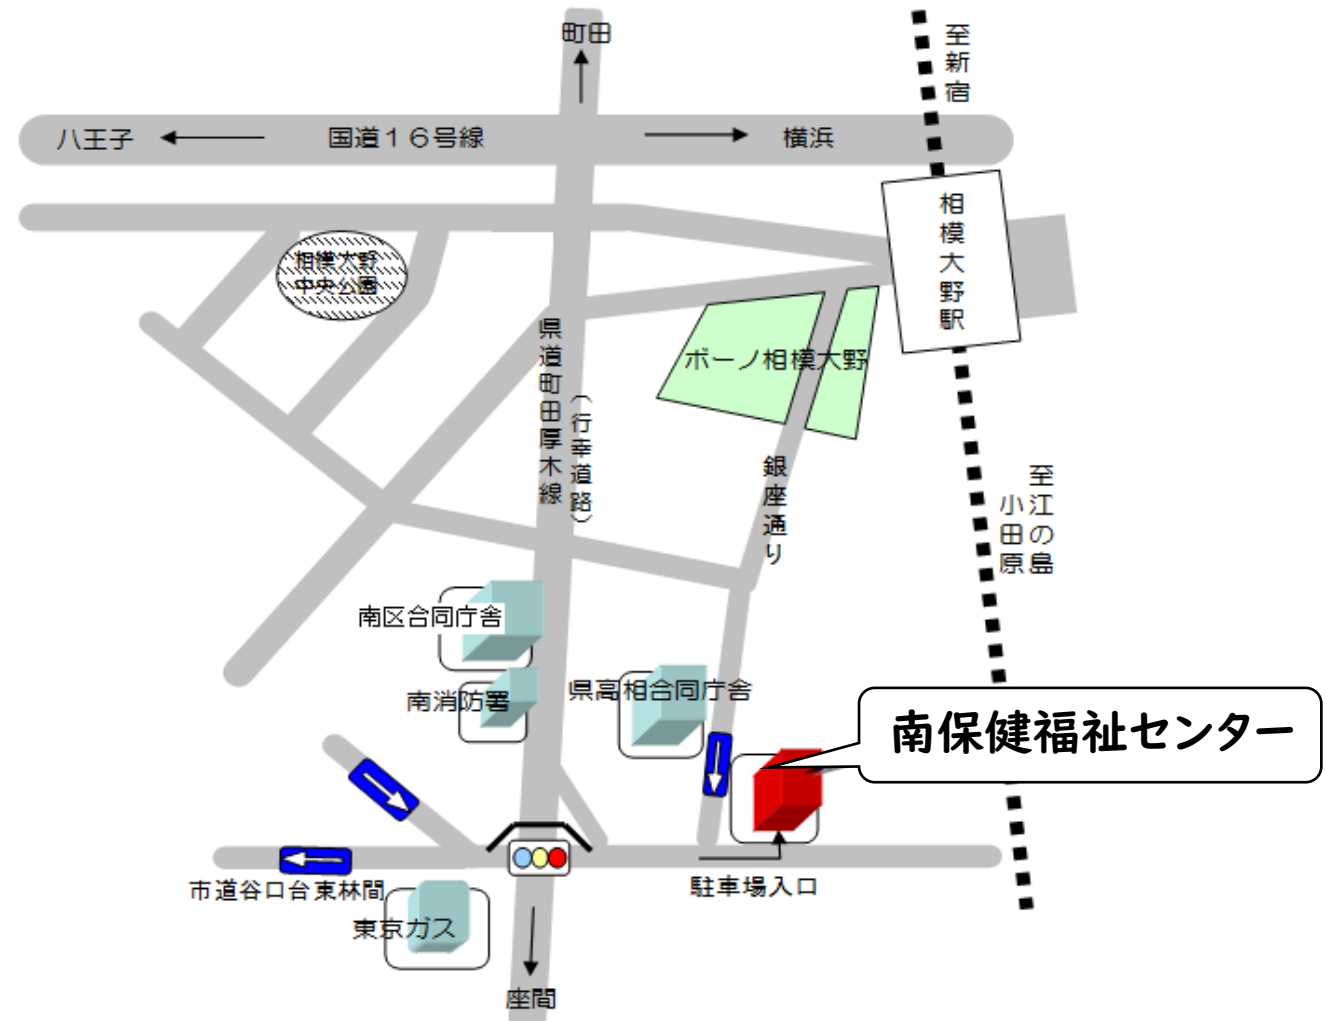 町田
至新宿
八王子
国道１６号線
横浜
相模大野駅
相模大野
中央公園
県道町田厚木線
（行幸道路）
ボーノ相模大野
銀座通り
至江の島
小田原
南区合同庁舎
南消防署
県高相合同庁舎
南保健福祉センター
市道谷口台東林間
駐車場入口
東京ガス
座間